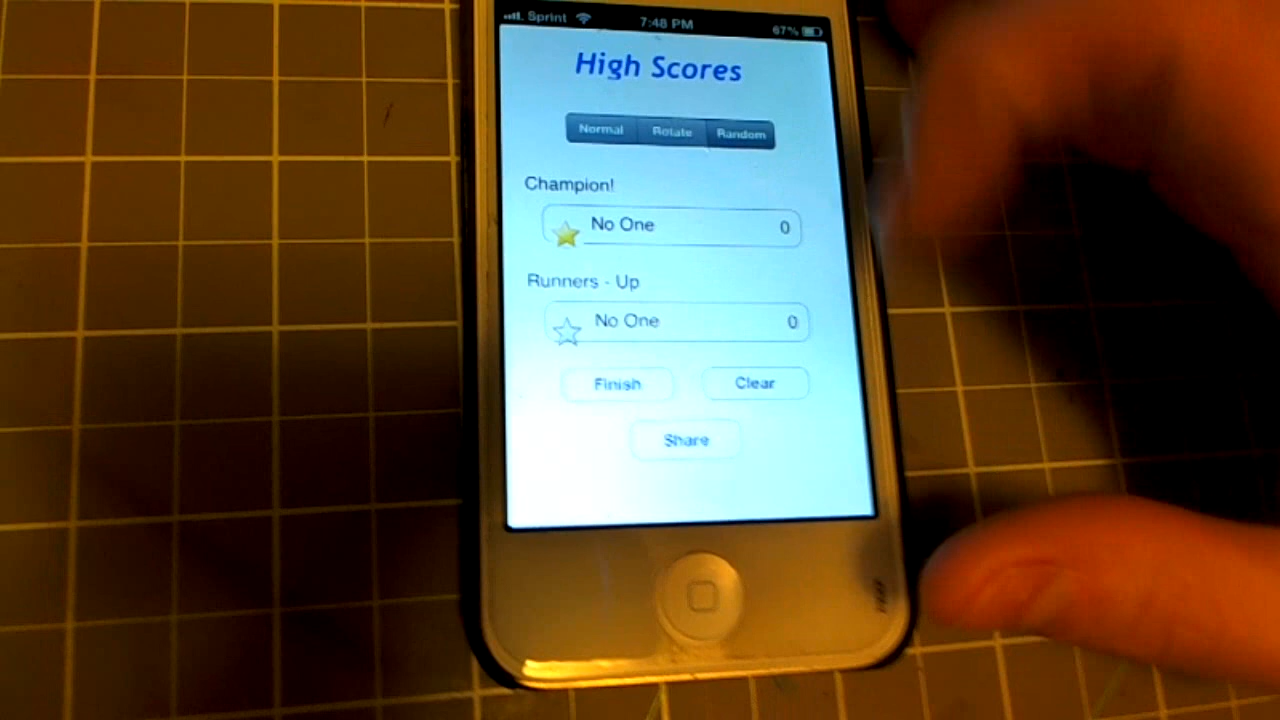 Sprint 7:48 PM 67%
High Scores
Normal Rotate Random
Champion!
No One 0
Runners - Up
No One 0
Finish Clear
Share